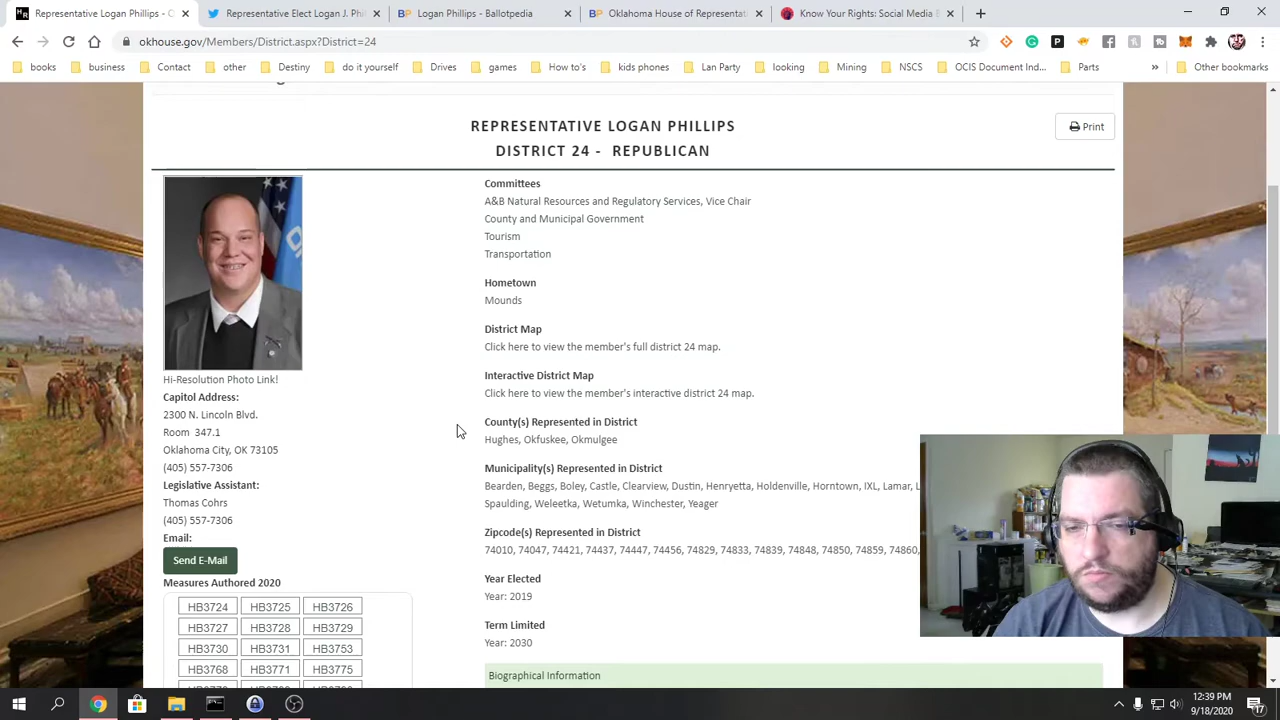 Representative Logan Phillips - O
Elect Logan J. Phi
Logan Phillips - Ballotpedia
Oklahoma House of Representati
Know Your Rights: Social Media B
okhouse.gov/Members/District.aspx?District=24
books
business
Contact
other
Destiny
do it yourself
Drives
games
How to's
kids phones
Lan Party
looking
Mining
NSCS
OCIS Document Ind...
Parts
»
Other bookmarks
REPRESENTATIVE LOGAN PHILLIPS
DISTRICT 24 - REPUBLICAN
Print
Hi-Resolution Photo Link!
Capitol Address:
2300 N. Lincoln Blvd.
Room 347.1
Oklahoma City, OK 73105
(405) 557-7306
Legislative Assistant:
Thomas Cohrs
(405) 557-7306
Email:
Send E-Mail
Measures Authored 2020
HB3724 HB3725 HB3726
HB3727 HB3728 HB3729
HB3730 HB3731 HB3753
HB3768 HB3771 HB3775
Committees
A&B Natural Resources and Regulatory Services, Vice Chair
County and Municipal Government
Tourism
Transportation
Hometown
Mounds
District Map
Click here to view the member's full district 24 map.
Interactive District Map
Click here to view the member's interactive district 24 map.
County(s) Represented in District
Hughes, Okfuskee, Okmulgee
Municipality(s) Represented in District
Bearden, Beggs, Boley, Castle, Clearview, Dustin, Henryetta, Holdenville, Horntown, IXL, Lamar, L
Spaulding, Weleetka, Wetumka, Winchester, Yeager
Zipcode(s) Represented in District
74010, 74047, 74421, 74437, 74447, 74456, 74829, 74833, 74839, 74848, 74850, 74859, 74860,
Year Elected
Year: 2019
Term Limited
Year: 2030
Biographical Information
12:39 PM
9/18/2020
17